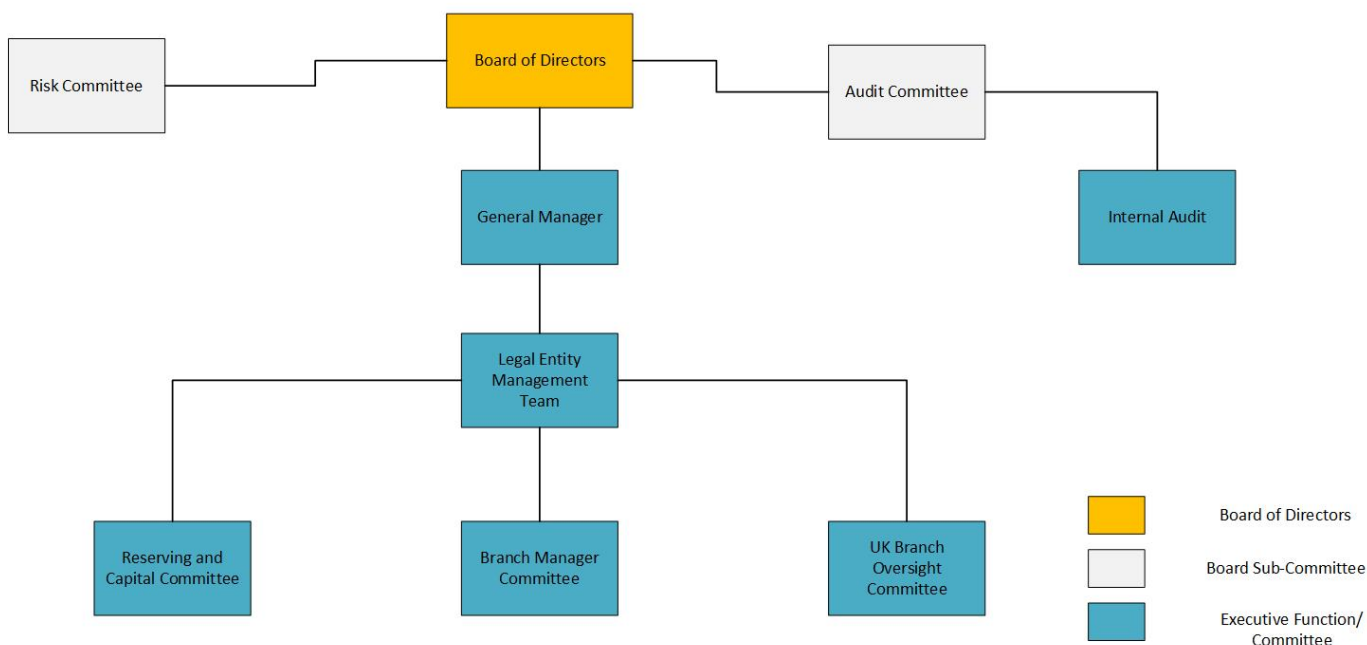 Board of Directors
Risk Committee
Audit Committee
General Manager
Internal Audit
Legal Entity
Management
Team
Reserving and
Capital Committee
Branch Manager
Committee
UK Branch
Oversight
Committee
Board of Directors
Board Sub-Committee
Executive Function/
Committee